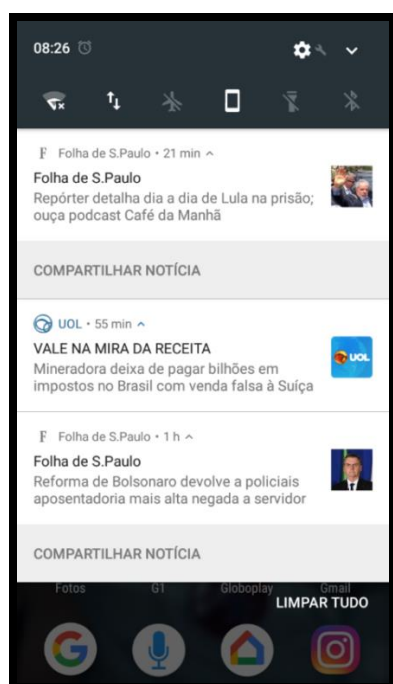 08:26
F Folha de S.Paulo • 21 min
Folha de S.Paulo
Repórter detalha dia a dia de Lula na prisão;
ouça podcast Café da Manhã
COMPARTILHAR NOTÍCIA
UOL • 55 min
VALE NA MIRA DA RECEITA
Mineradora deixa de pagar bilhões em
impostos no Brasil com venda falsa à Suíça
UOL
F Folha de S.Paulo • 1 h
Folha de S.Paulo
Reforma de Bolsonaro devolve a policiais
aposentadoria mais alta negada a servidor
COMPARTILHAR NOTÍCIA
Fotos G1 Globoplay Gmail
LIMPAR TUDO
G